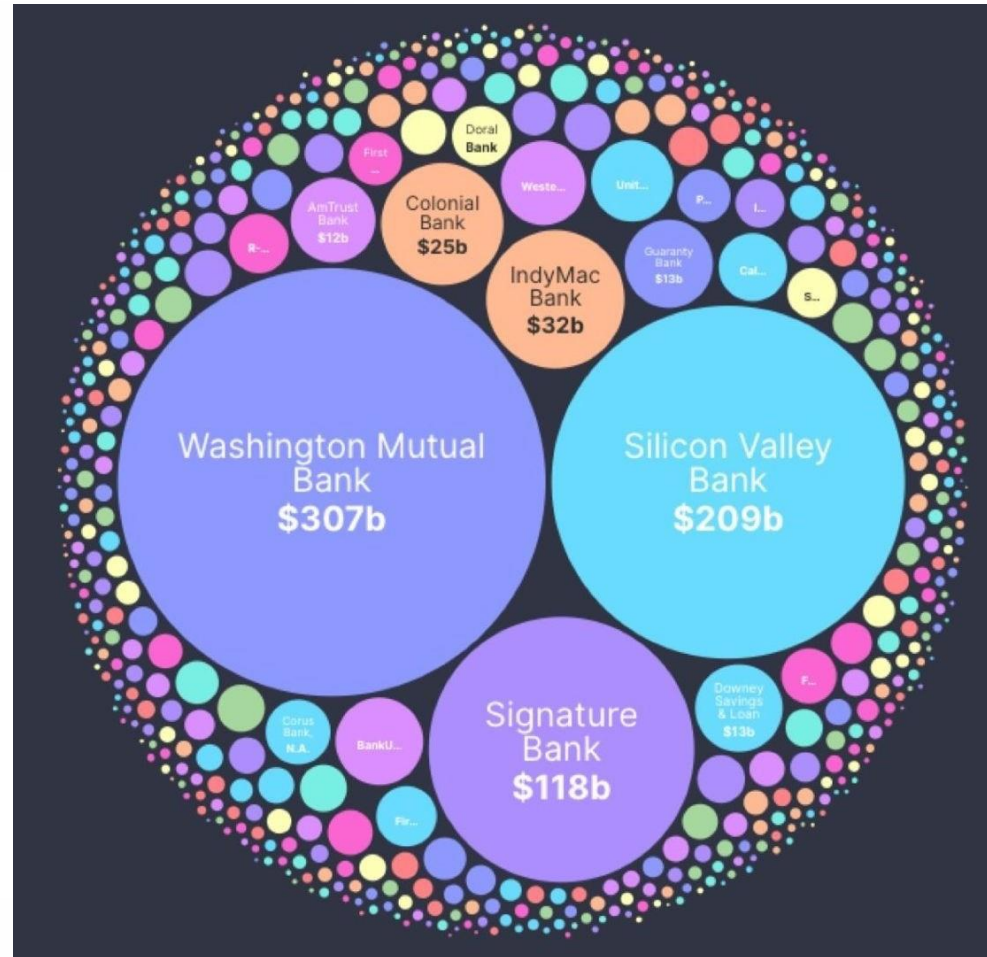 Doral
Bank
First
...
Weste...
Unit...
P...
I...
AmTrust
Bank
$12b
Colonial
Bank
$25b
R-...
Guaranty
Bank
$13b
Cal...
IndyMac
Bank
$32b
S...
Washington Mutual
Bank
$307b
Silicon Valley
Bank
$209b
Signature
Bank
$118b
F...
Downey
Savings
& Loan
$13b
Corus
Bank,
N.A.
BankU...
Fir...